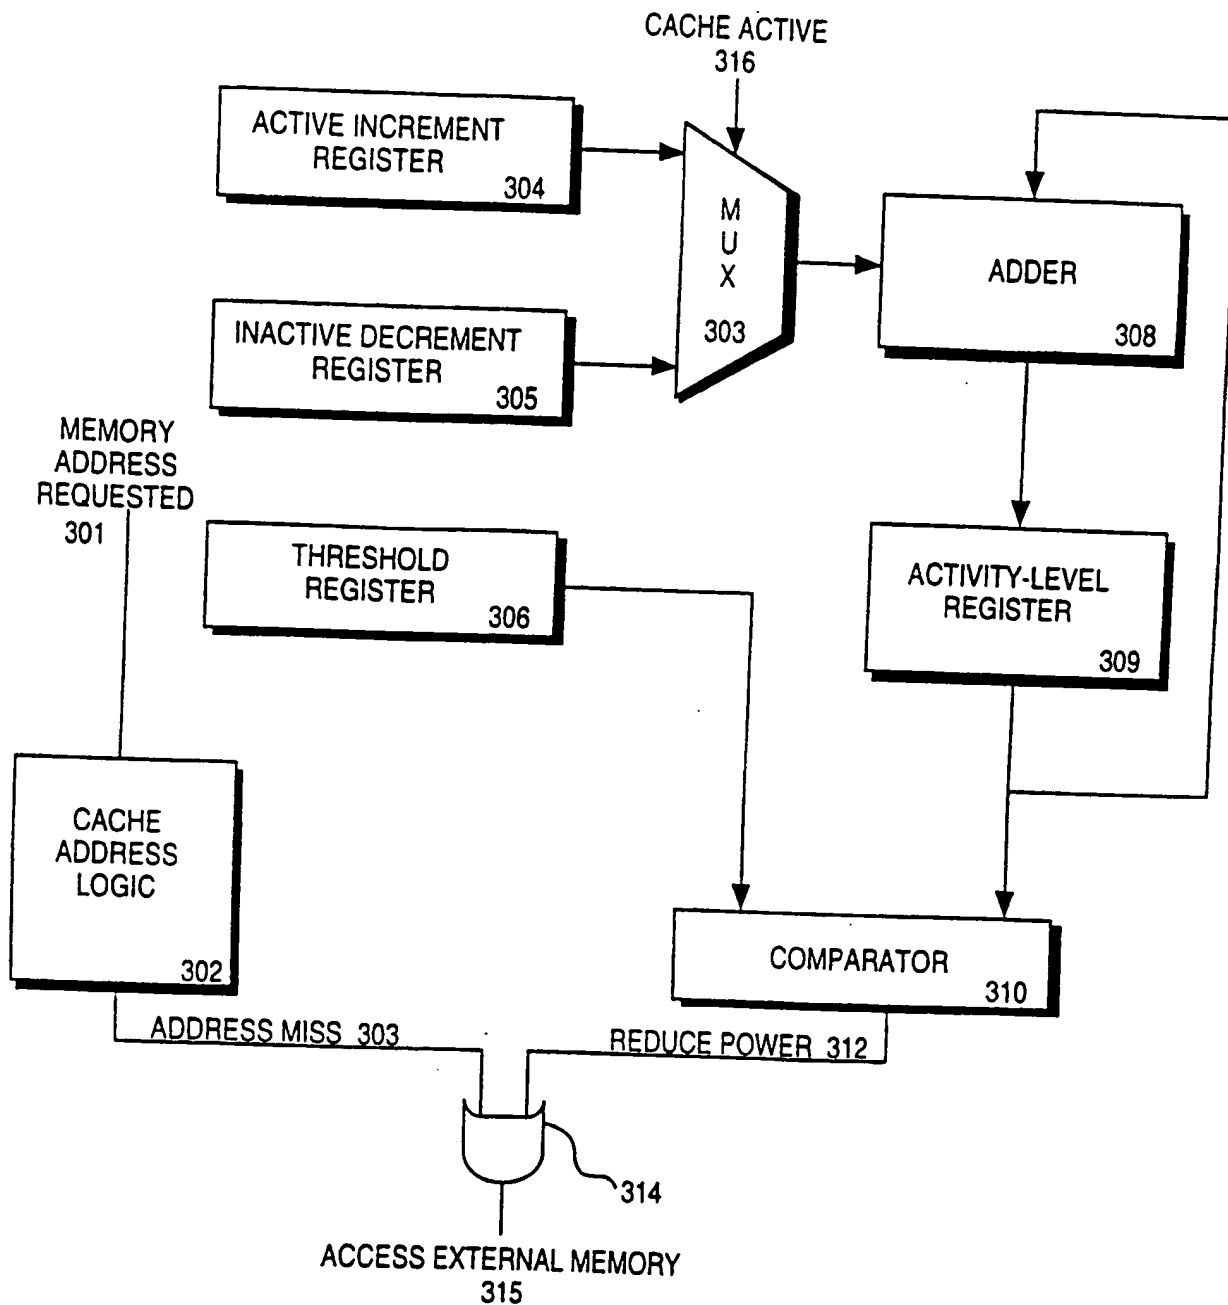 CACHE ACTIVE
316
ACTIVE INCREMENT
REGISTER
304
M
U
X
303
ADDER
308
INACTIVE DECREMENT
REGISTER
305
MEMORY
ADDRESS
REQUESTED
301
THRESHOLD
REGISTER
306
ACTIVITY-LEVEL
REGISTER
309
CACHE
ADDRESS
LOGIC
302
COMPARATOR
310
ADDRESS MISS 303
REDUCE POWER 312
314
ACCESS EXTERNAL MEMORY
315